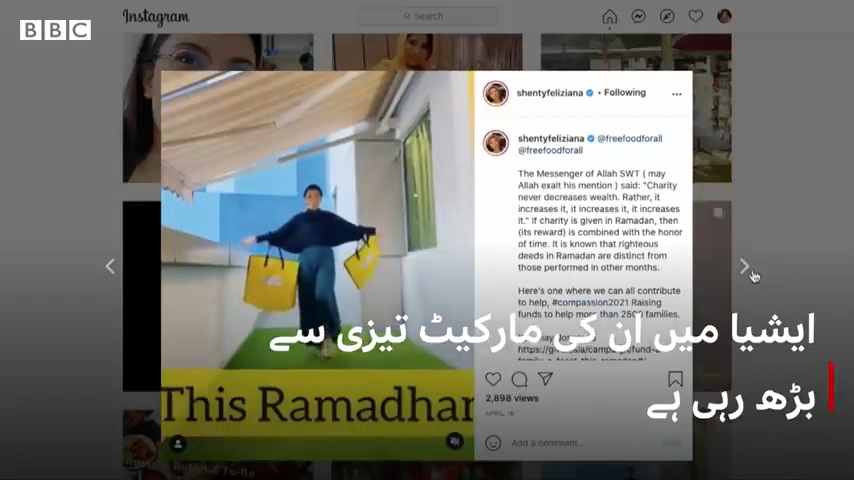 BBC
Instagram
Search
shentyfeliziana • Following
shentyfeliziana @freefoodforall
@freefoodforall
The Messenger of Allah SWT ( may
Allah exalt his mention ) said: "Charity
never decreases wealth. Rather, it
increases it, it increases it, it increases
it." If charity is given in Ramadan, then
(its reward) is combined with the honor
of time. It is known that righteous
deeds in Ramadan are distinct from
those performed in other months.
Here's one where we can all contribute
to help, #compassion2021 Raising
funds to help more than 2500 families.
ایشیا میں اُن کی مارکیٹ تیزی سے
بڑھ رہی ہے
This Ramadhan
2,898 views
Add a comment...